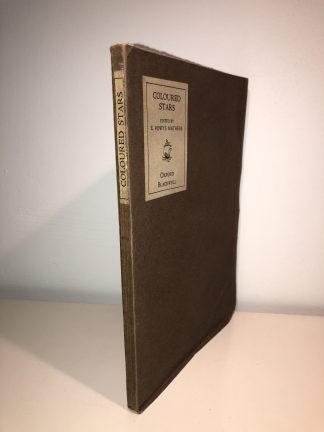 COLOURED STARS
COLOURED
STARS
EDITED BY
E. POWYS MATHERS
OXFORD
BLACKWELL